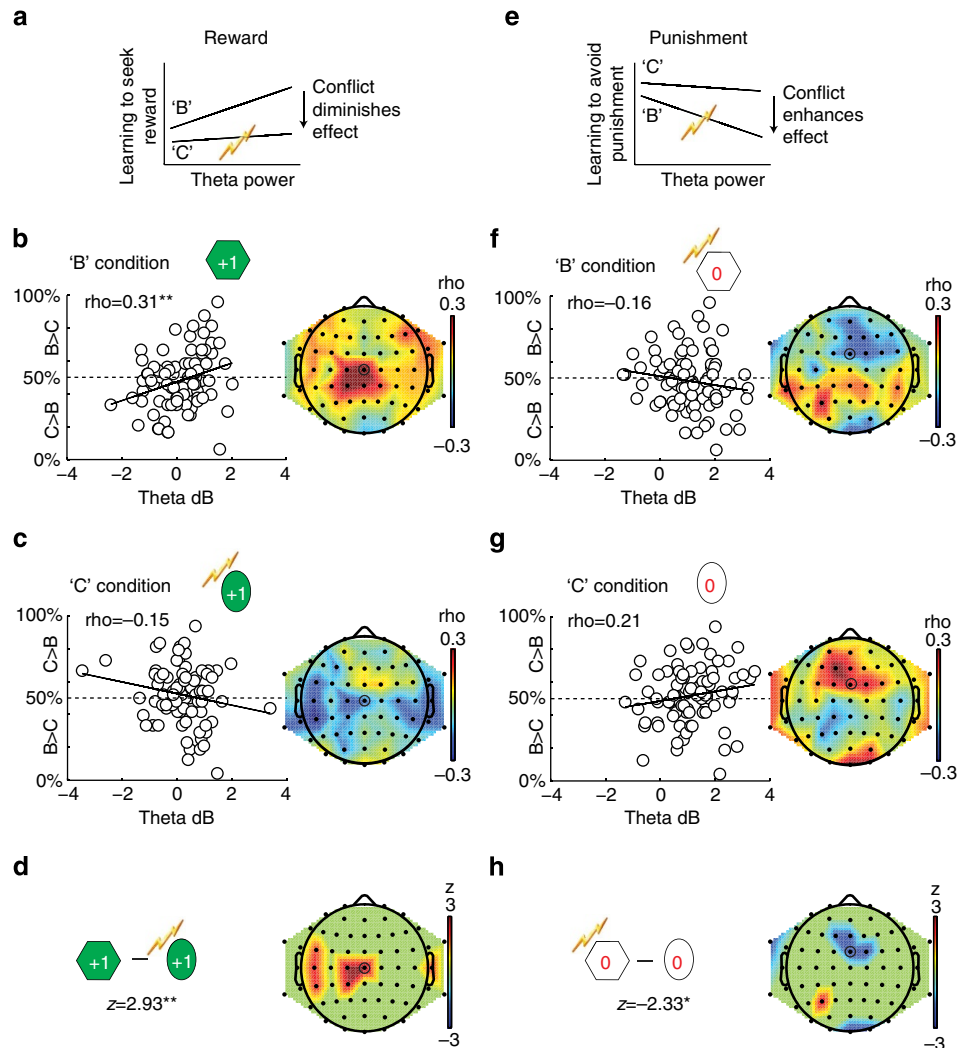 a
Reward
Learning to seek
reward
'B'
'C'
Conflict
diminishes
effect
Theta power
e
Punishment
Learning to avoid
punishment
'C'
'B'
Conflict
enhances
effect
Theta power
b
'B' condition
+1
rho=0.31**
100%
B>C
50%
C>B
0%
−4 −2 0 2 4
Theta dB
rho
0.3
−0.3
f
'B' condition
0
rho=−0.16
100%
B>C
50%
C>B
0%
−4 −2 0 2 4
Theta dB
rho
0.3
−0.3
c
'C' condition
+1
rho=−0.15
100%
C>B
50%
B>C
0%
−4 −2 0 2 4
Theta dB
rho
0.3
−0.3
g
'C' condition
0
rho=0.21
100%
C>B
50%
B>C
0%
−4 −2 0 2 4
Theta dB
rho
0.3
−0.3
d
+1 − +1
z=2.93**
z
3
−3
h
0 − 0
z=−2.33*
z
3
−3